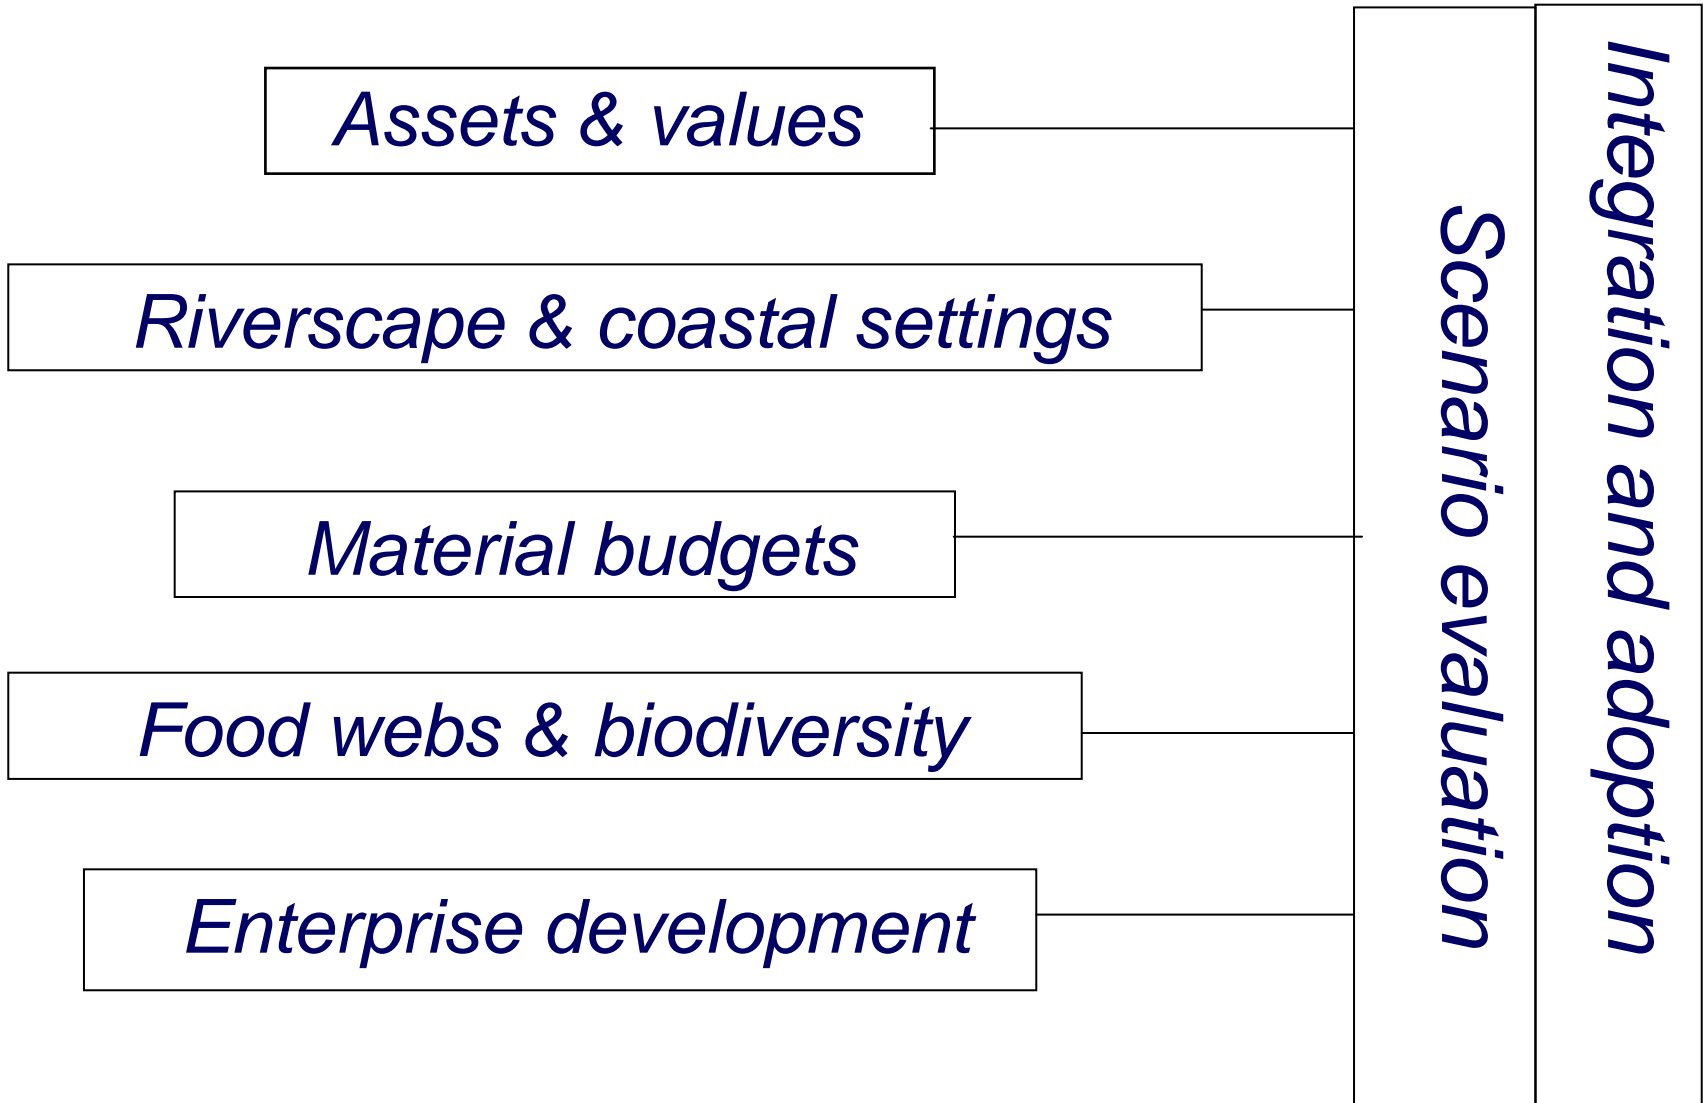 Assets & values
Riverscape & coastal settings
Material budgets
Food webs & biodiversity
Enterprise development
Scenario evaluation
Integration and adoption